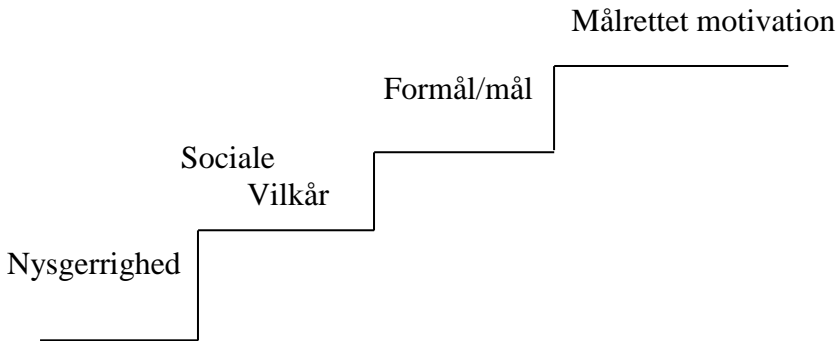 Målrettet motivation
Formål/mål
Sociale
Vilkår
Nysgerrighed